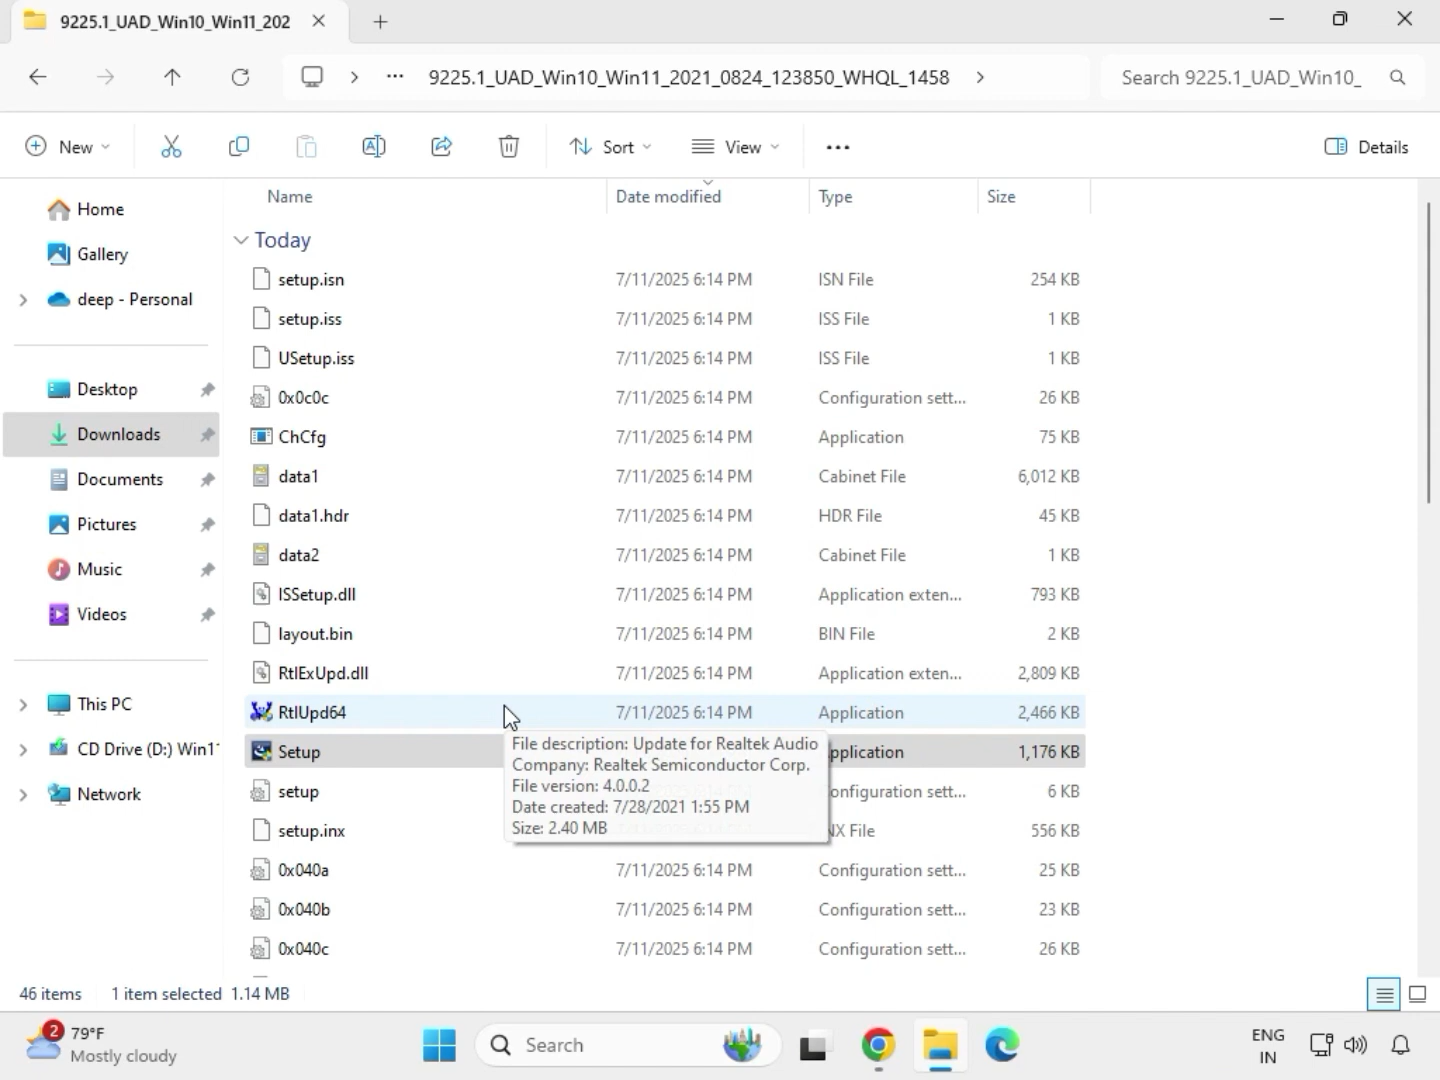 9225.1_UAD_Win10_Win11_202
9225.1_UAD_Win10_Win11_2021_0824_123850_WHQL_1458
Search 9225.1_UAD_Win10_
New
Sort
View
Details
Home
Gallery
deep - Personal
Desktop
Downloads
Documents
Pictures
Music
Videos
This PC
CD Drive (D:) Win1
Network
Name Date modified Type Size
Today
setup.isn 7/11/2025 6:14 PM ISN File 254 KB
setup.iss 7/11/2025 6:14 PM ISS File 1 KB
USetup.iss 7/11/2025 6:14 PM ISS File 1 KB
0x0c0c 7/11/2025 6:14 PM Configuration sett... 26 KB
ChCfg 7/11/2025 6:14 PM Application 75 KB
data1 7/11/2025 6:14 PM Cabinet File 6,012 KB
data1.hdr 7/11/2025 6:14 PM HDR File 45 KB
data2 7/11/2025 6:14 PM Cabinet File 1 KB
ISSetup.dll 7/11/2025 6:14 PM Application exten... 793 KB
layout.bin 7/11/2025 6:14 PM BIN File 2 KB
RtlExUpd.dll 7/11/2025 6:14 PM Application exten... 2,809 KB
RtlUpd64 7/11/2025 6:14 PM Application 2,466 KB
Setup pplication 1,176 KB
setup onfiguration sett... 6 KB
setup.inx NX File 556 KB
File description: Update for Realtek Audio
Company: Realtek Semiconductor Corp.
File version: 4.0.0.2
Date created: 7/28/2021 1:55 PM
Size: 2.40 MB
0x040a 7/11/2025 6:14 PM Configuration sett... 25 KB
0x040b 7/11/2025 6:14 PM Configuration sett... 23 KB
0x040c 7/11/2025 6:14 PM Configuration sett... 26 KB
46 items 1 item selected 1.14 MB
2
79°F
Mostly cloudy
Search
ENG
IN